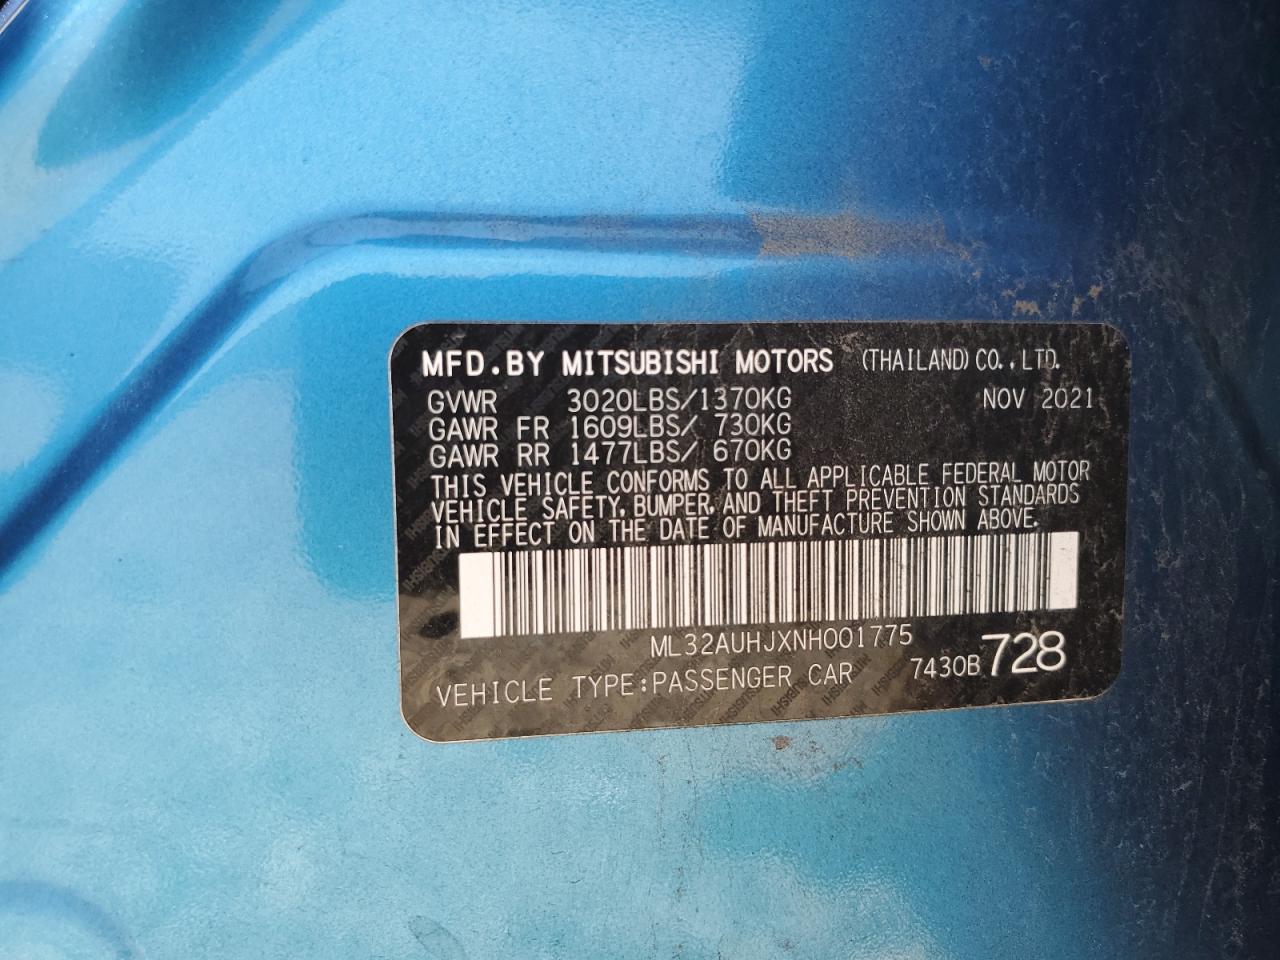 MFD.BY MITSUBISHI MOTORS (THAILAND) CO.,LTD.
GVWR 3020LBS/1370KG NOV 2021
GAWR FR 1609LBS/ 730KG
GAWR RR 1477LBS/ 670KG
THIS VEHICLE CONFORMS TO ALL APPLICABLE FEDERAL MOTOR
VEHICLE SAFETY, BUMPER, AND THEFT PREVENTION STANDARDS
IN EFFECT ON THE DATE OF MANUFACTURE SHOWN ABOVE.
ML32AUHJXNH001775
VEHICLE TYPE:PASSENGER CAR 7430B 728